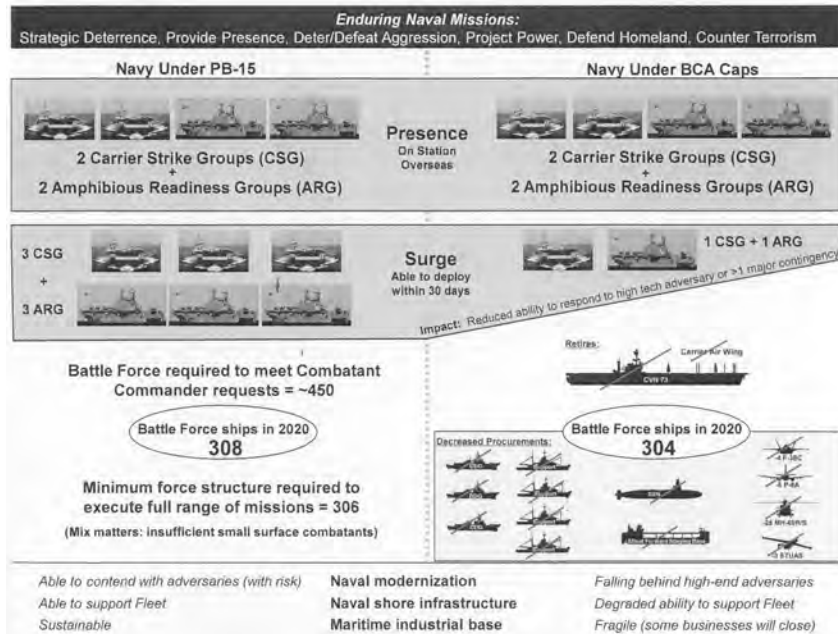 Enduring Naval Missions:
Strategic Deterrence, Provide Presence, Deter/Defeat Aggression, Project Power, Defend Homeland, Counter Terrorism
Navy Under PB-15
Navy Under BCA Caps
2 Carrier Strike Groups (CSG)
+
2 Amphibious Readiness Groups (ARG)
Presence
On Station
Overseas
2 Carrier Strike Groups (CSG)
+
2 Amphibious Readiness Groups (ARG)
3 CSG
+
3 ARG
Surge
Able to deploy
within 30 days
1 CSG + 1 ARG
Impact: Reduced ability to respond to high tech adversary or >1 major contingency
Battle Force required to meet Combatant
Commander requests = ~450
Battle Force ships in 2020
308
Minimum force structure required to
execute full range of missions = 306
(Mix matters: insufficient small surface combatants)
Retires:
Carrier Air Wing
CVN 73
Battle Force ships in 2020
304
Decreased Procurements:
SSN
Afloat Forward Staging Base
-8 P-8A
Able to contend with adversaries (with risk)
Naval modernization
Falling behind high-end adversaries
Able to support Fleet
Naval shore infrastructure
Degraded ability to support Fleet
Sustainable
Maritime industrial base
Fragile (some businesses will close)